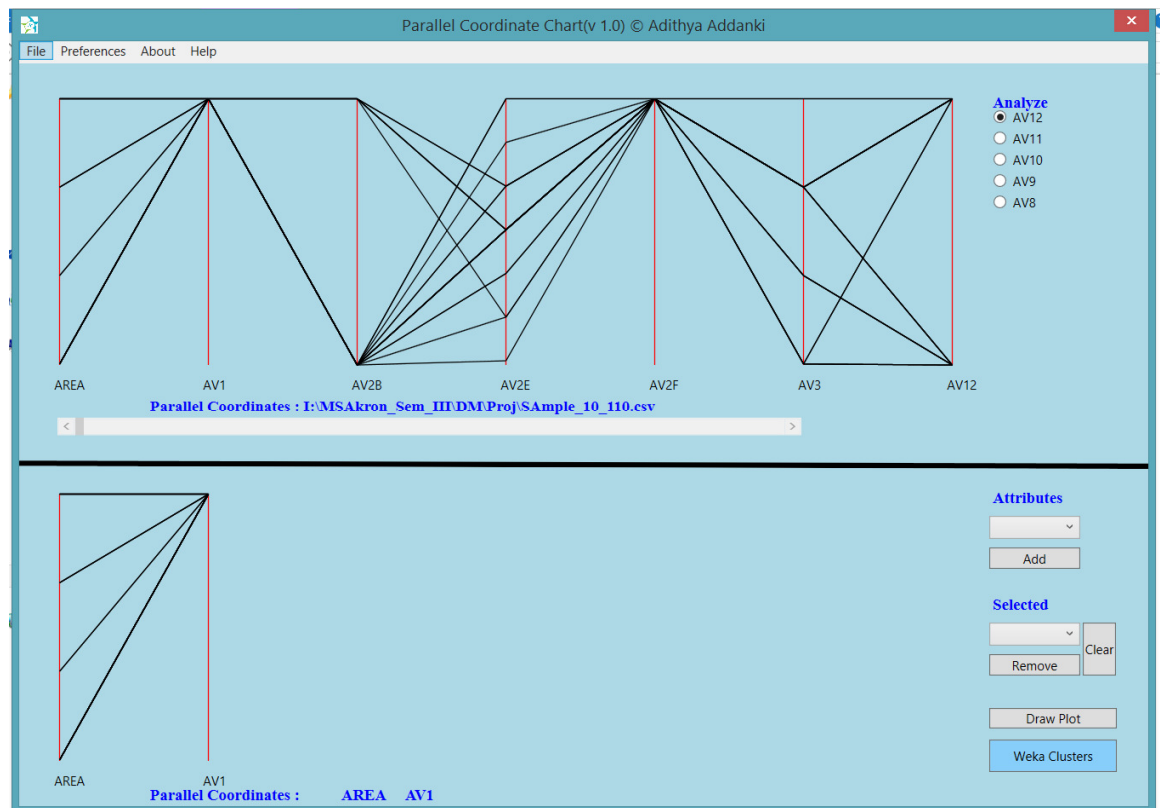 Parallel Coordinate Chart(v 1.0) © Adithya Addanki
File Preferences About Help
Analyze
AV12
AV11
AV10
AV9
AV8
AREA AV1 AV2B AV2E AV2F AV3 AV12
Parallel Coordinates : I:\MSAkron_Sem_III\DM\Proj\SAmple_10_110.csv
Attributes
Add
Selected
Clear
Remove
Draw Plot
Weka Clusters
AREA AV1
Parallel Coordinates : AREA AV1